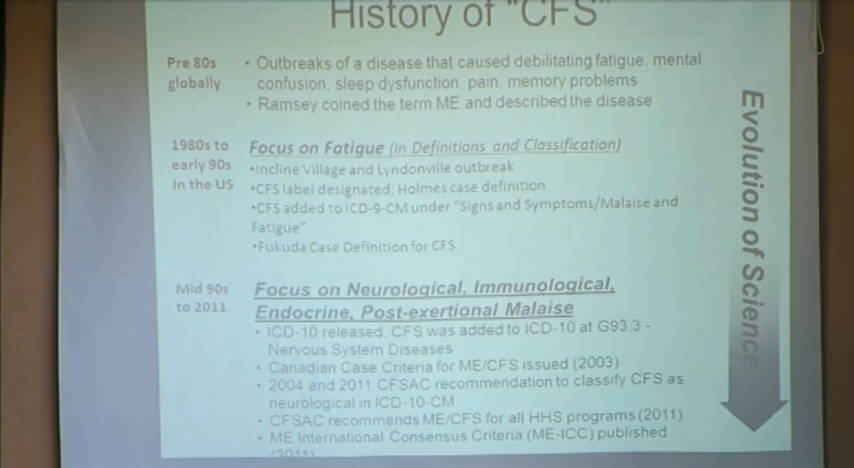 History of "CFS"
Pre 80s
globally
• Outbreaks of a disease that caused debilitating fatigue, mental
confusion, sleep dysfunction, pain, memory problems
• Ramsey coined the term ME and described the disease
1980s to
early 90s
In the US
Focus on Fatigue (in Definitions and Classification)
•Incline Village and Lyndonville outbreak
•CFS label designated; Holmes case definition
•CFS added to ICD-9-CM under "Signs and Symptoms/Malaise and
Fatigue"
•Fukuda Case Definition for CFS
Mid 90s
to 2011
Focus on Neurological, Immunological,
Endocrine, Post-exertional Malaise
• ICD-10 released. CFS was added to ICD-10 at G93.3 -
Nervous System Diseases
• Canadian Case Criteria for ME/CFS issued (2003)
• 2004 and 2011 CFSAC recommendation to classify CFS as
neurological in ICD-10-CM
• CFSAC recommends ME/CFS for all HHS programs (2011)
• ME International Consensus Criteria (ME-ICC) published
(2011)
Evolution of Science